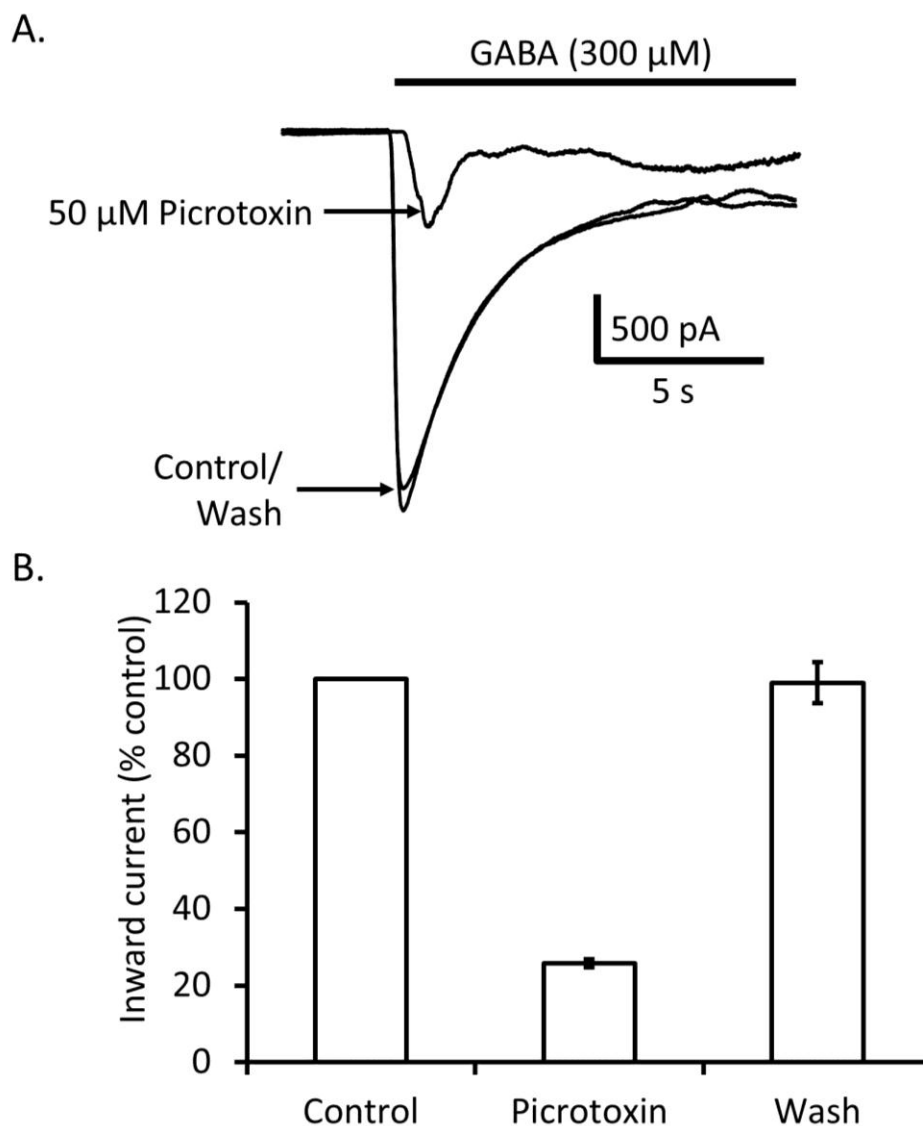 A.
GABA (300 µM)
50 µM Picrotoxin
500 pA
5 s
Control/
Wash
B.
Inward current (% control)
120
100
80
60
40
20
0
Control
Picrotoxin
Wash